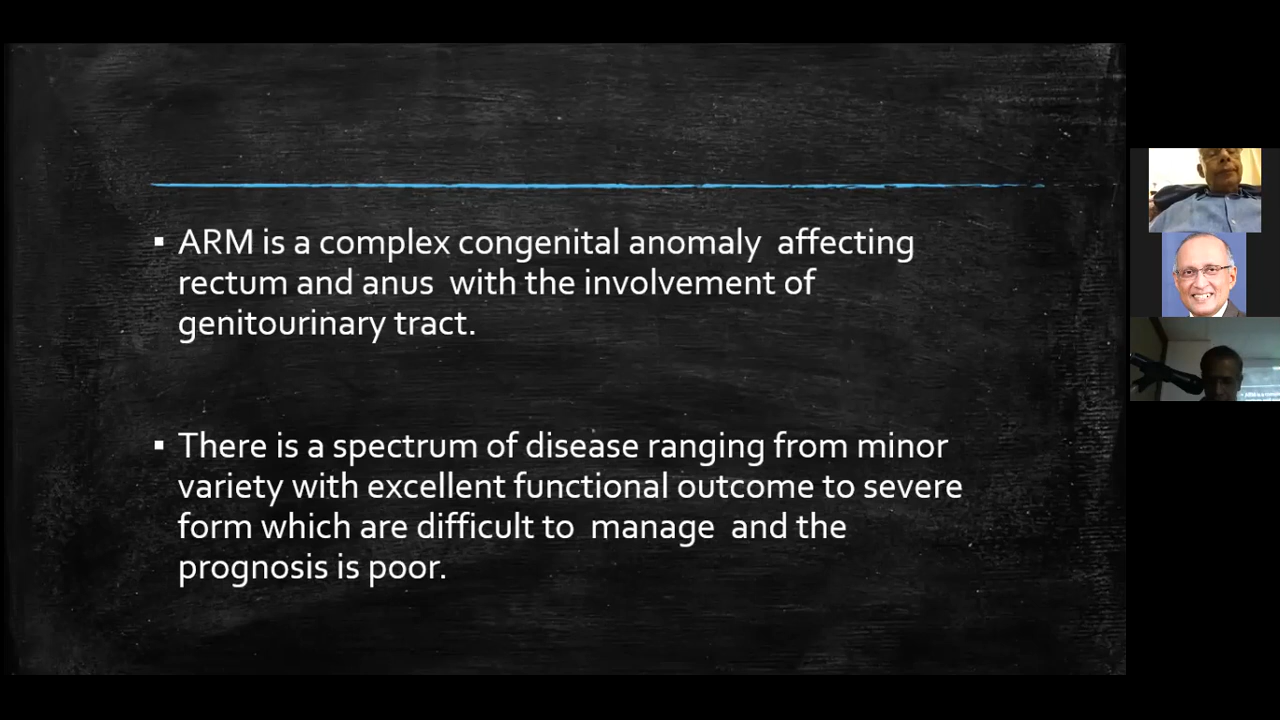 ▪ ARM is a complex congenital anomaly  affecting
rectum and anus  with the involvement of
genitourinary tract.
▪ There is a spectrum of disease ranging from minor
variety with excellent functional outcome to severe
form which are difficult to  manage  and the
prognosis is poor.